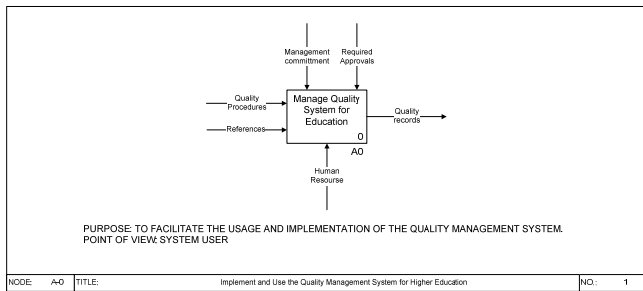 Management
committment
Required
Approvals
Quality
Procedures
References
Manage Quality
System for
Education
0
A0
Quality
records
Human
Resourse
PURPOSE: TO FACILITATE THE USAGE AND IMPLEMENTATION OF THE QUALITY MANAGEMENT SYSTEM.
POINT OF VIEW: SYSTEM USER
NODE: A-0 TITLE: Implement and Use the Quality Management System for Higher Education NO.: 1